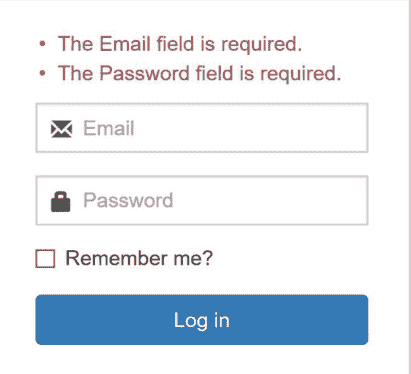 • The Email field is required.
• The Password field is required.
Email
Password
Remember me?
Log in